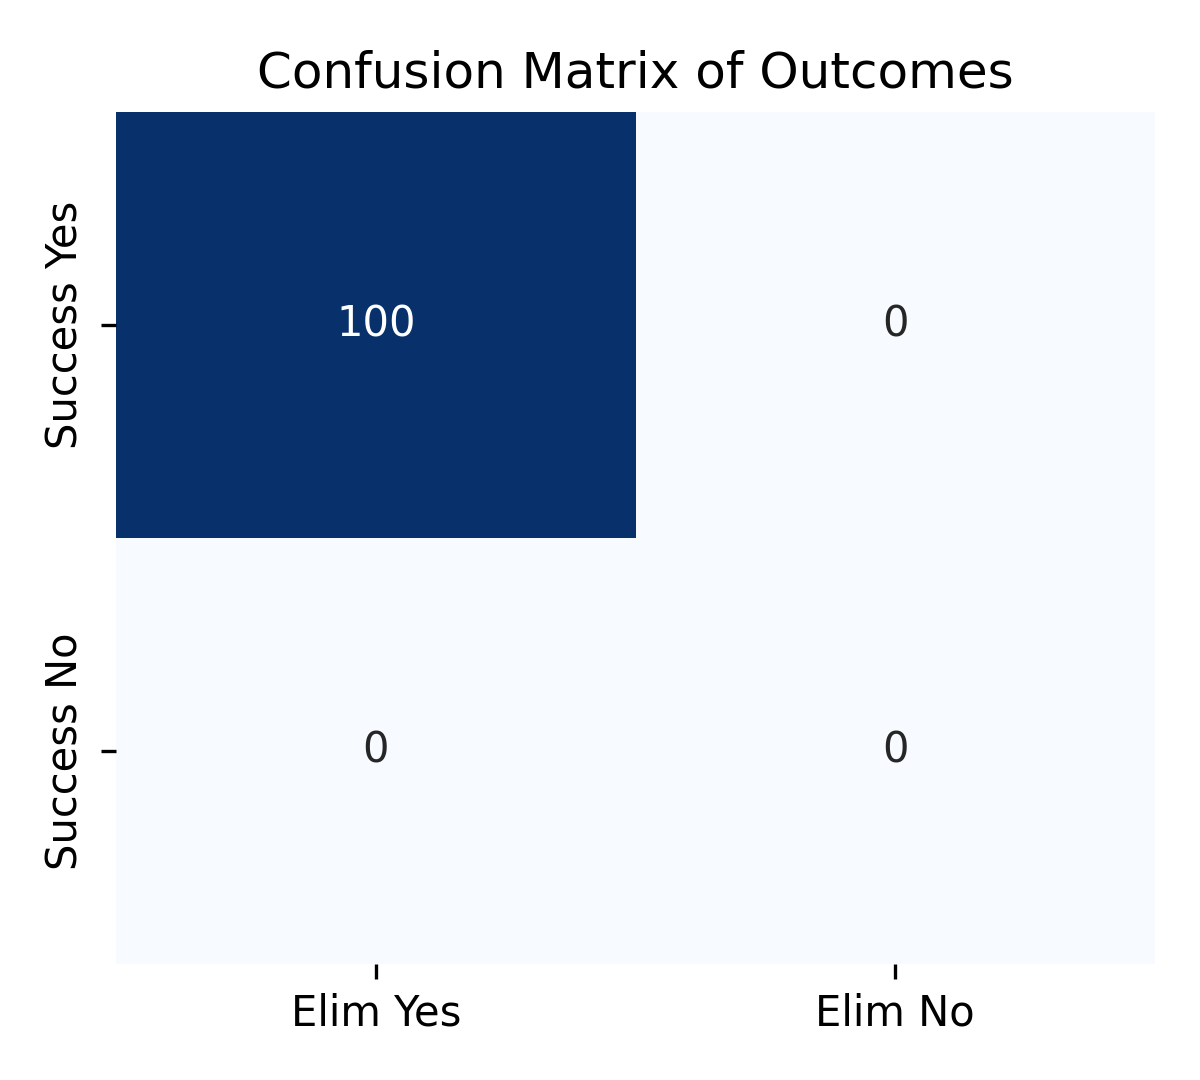 Confusion Matrix of Outcomes
Success Yes
100
0
Success No
0
0
Elim Yes
Elim No